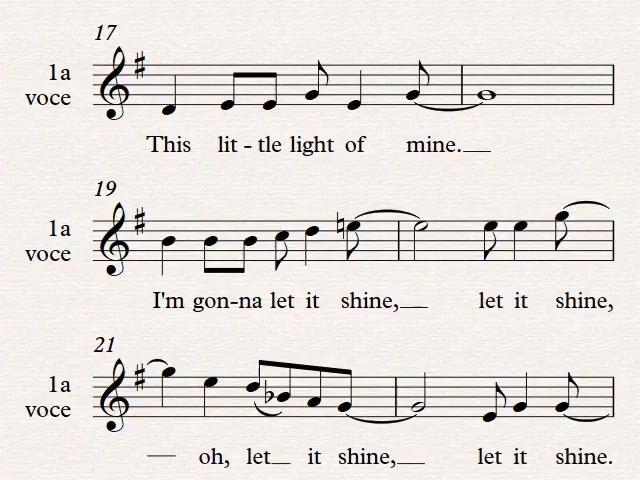 17
1a
voce
This lit - tle light of mine.
19
1a
voce
I'm gon-na let it shine, let it shine,
21
1a
voce
oh, let it shine, let it shine.